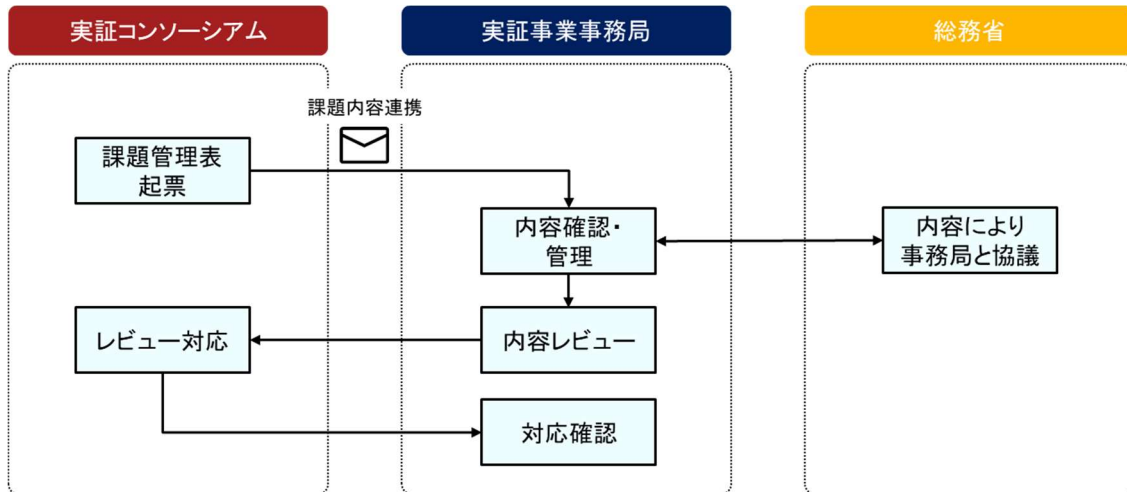 実証コンソーシアム
実証事業事務局
総務省
課題内容連携
課題管理表
起票
内容確認・
管理
内容により
事務局と協議
レビュー対応
内容レビュー
対応確認